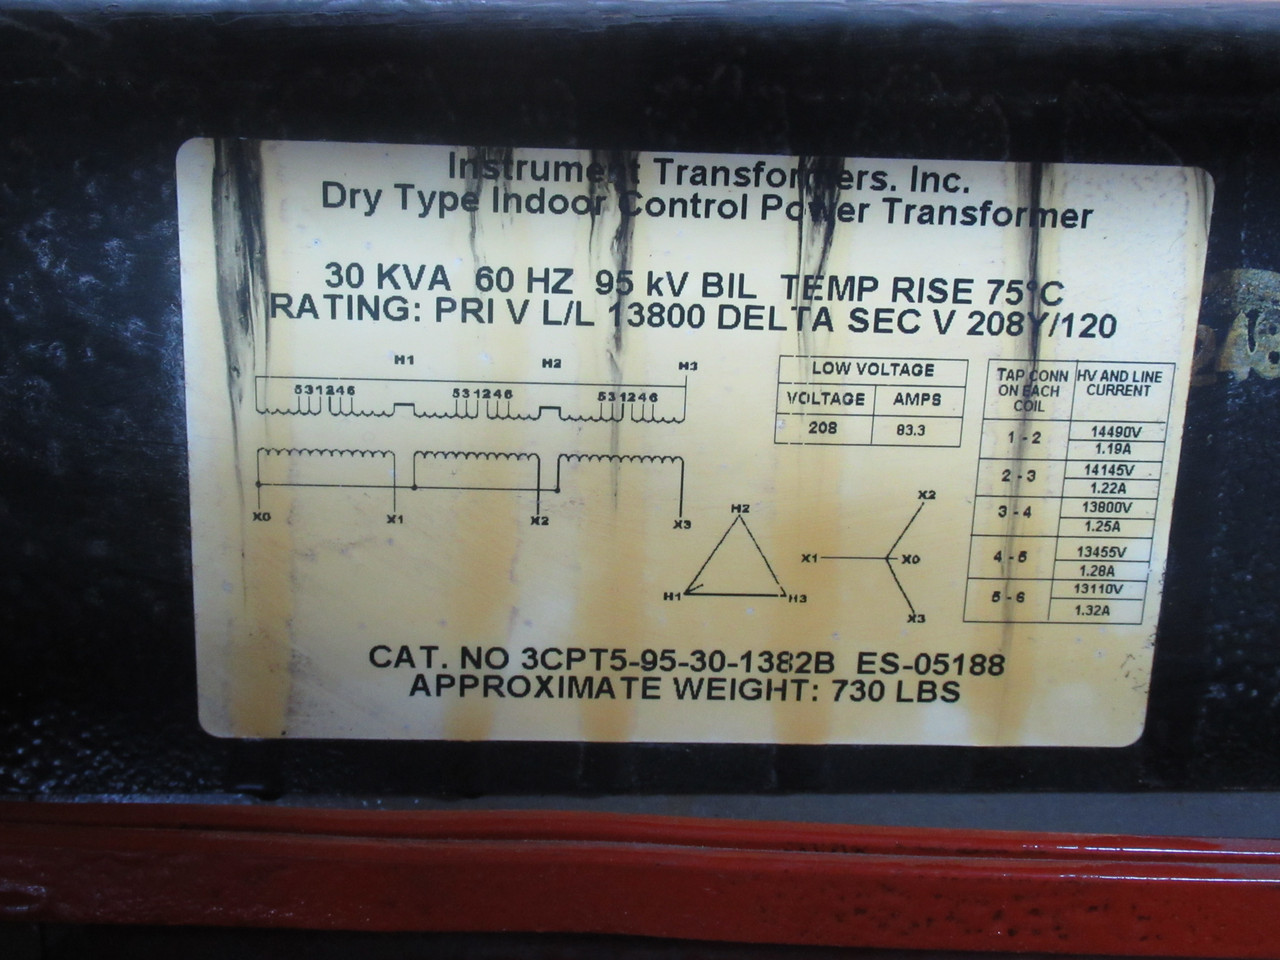 Instrument Transformers. Inc.
Dry Type Indoor Control Power Transformer
30 KVA 60 HZ 95 kV BIL TEMP RISE 75°C
RATING: PRI V L/L 13800 DELTA SEC V 208Y/120
H1 H2 H3
531246 531246 531246
X0 X1 X2 X3
LOW VOLTAGE
VOLTAGE AMPS
208 83.3
TAP CONN ON EACH COIL HV AND LINE CURRENT
1 - 2 14490V
1.19A
2 - 3 14145V
1.22A
3 - 4 13800V
1.25A
4 - 5 13455V
1.28A
5 - 6 13110V
1.32A
H2
H1 H3
X2
X1 X0
X3
CAT. NO 3CPT5-95-30-1382B ES-05188
APPROXIMATE WEIGHT: 730 LBS